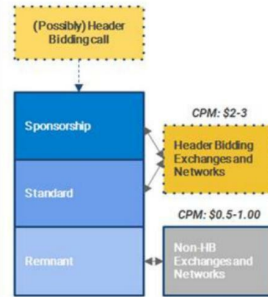 (Possibly) Header
Bidding call
CPM: $2-3
Sponsorship
Header Bidding
Exchanges and
Networks
Standard
CPM: $0.5-1.00
Remnant
Non-HB
Exchanges and
Networks